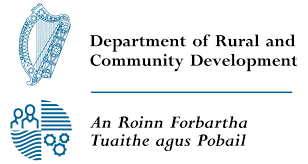 Department of Rural and
Community Development
An Roinn Forbartha
Tuaithe agus Pobail